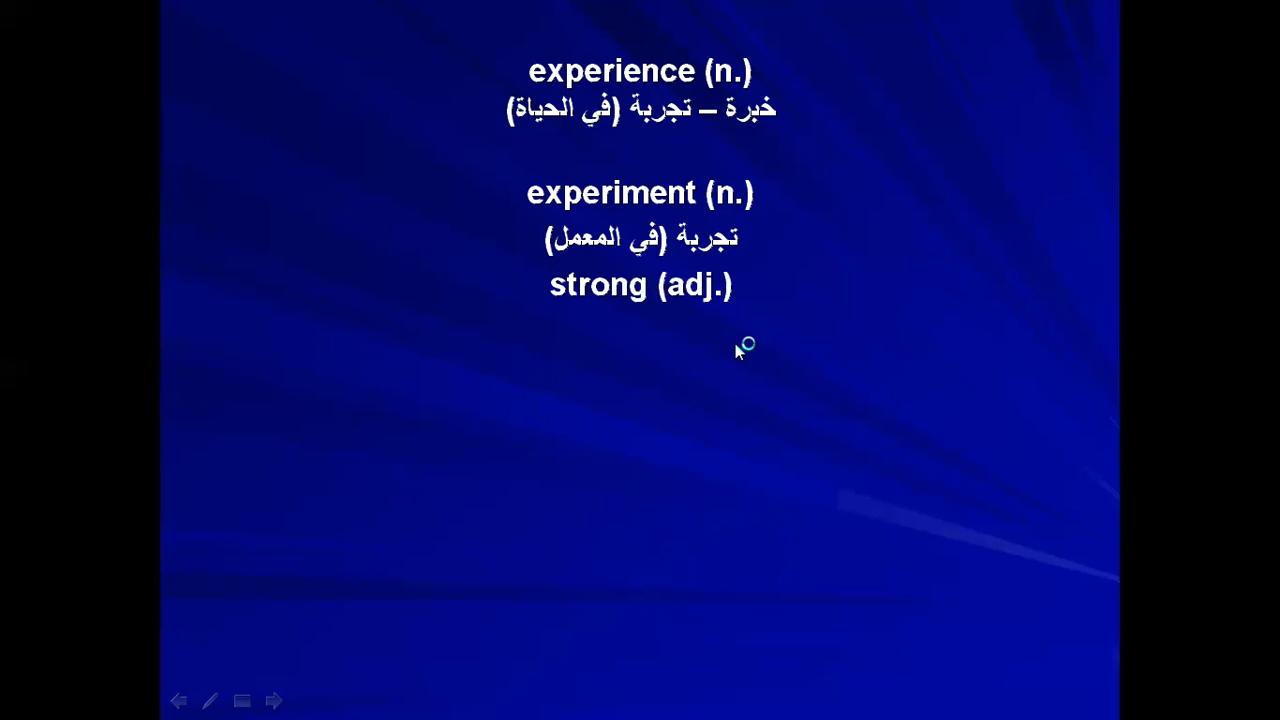 experience (n.)
خبرة – تجربة (في الحياة)
experiment (n.)
تجربة (في المعمل)
strong (adj.)